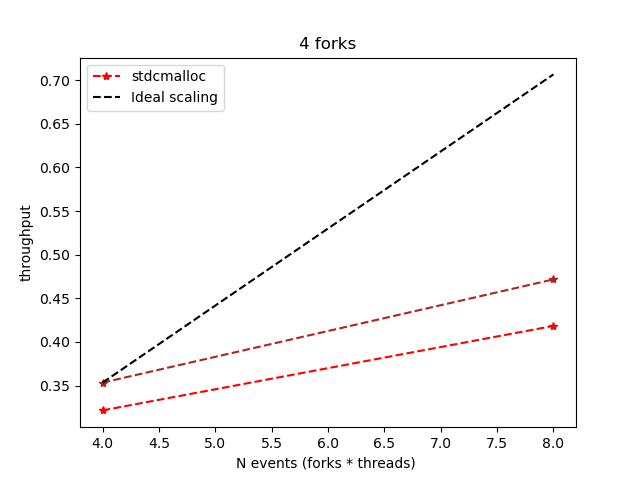 4 forks
stdcmalloc
Ideal scaling
0.70
0.65
0.60
0.55
0.50
0.45
0.40
0.35
throughput
4.0 4.5 5.0 5.5 6.0 6.5 7.0 7.5 8.0
N events (forks * threads)